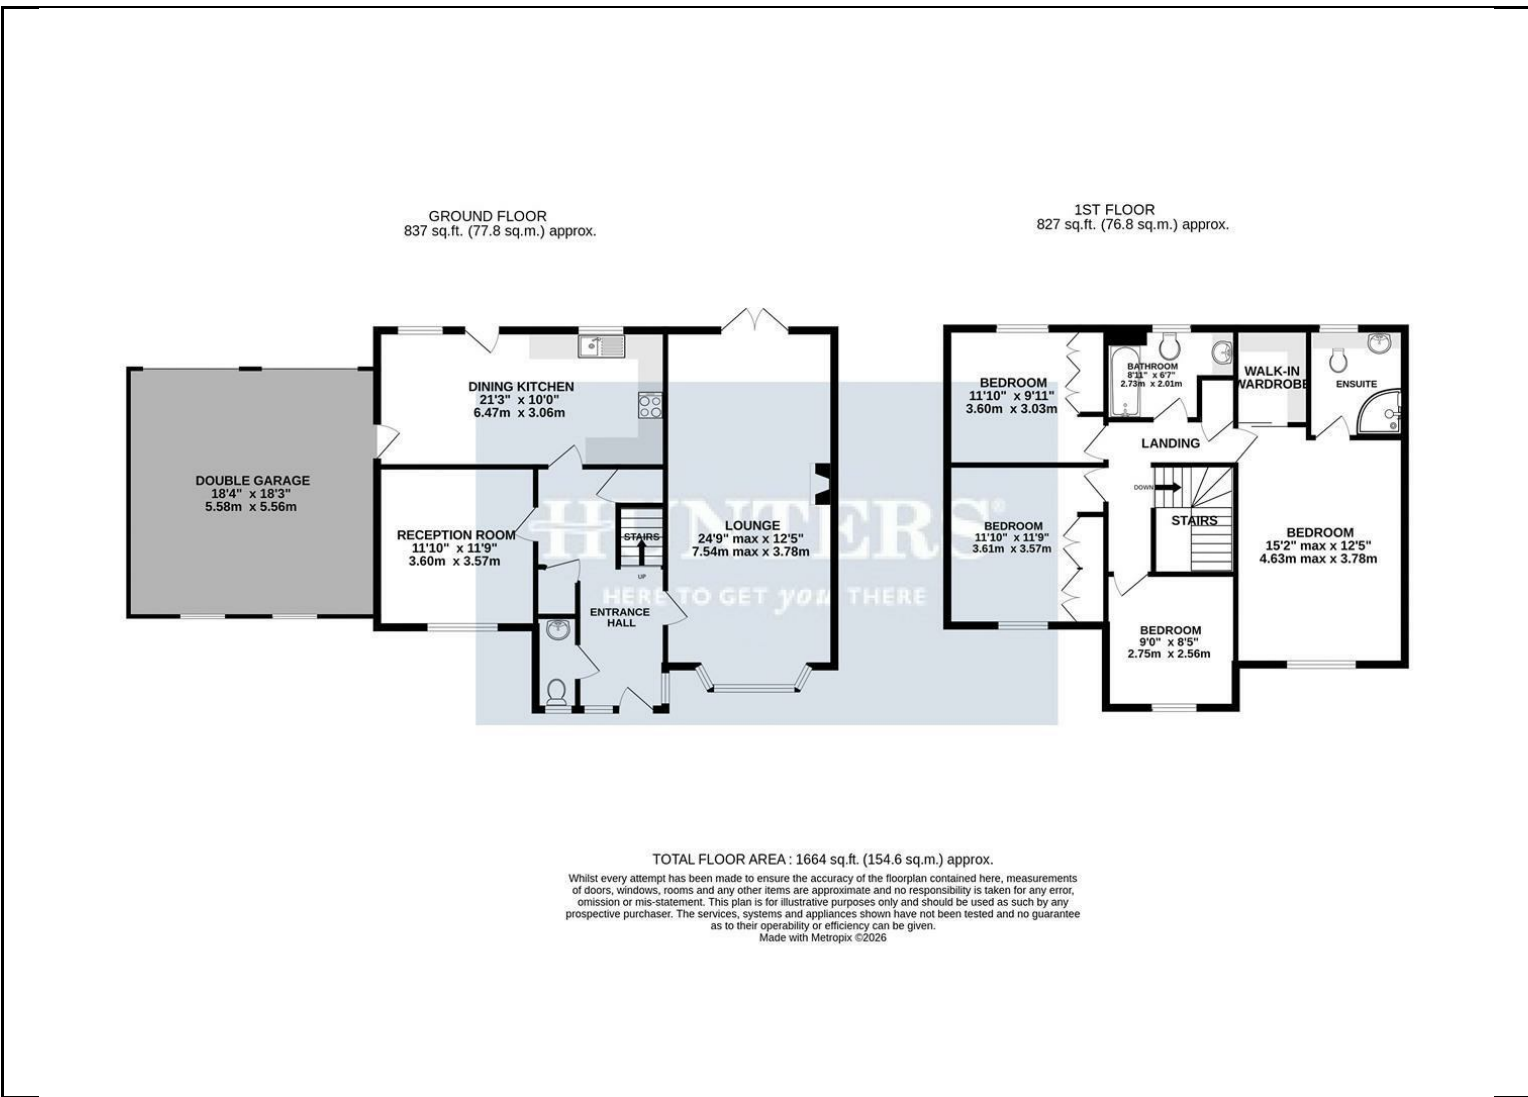 GROUND FLOOR
837 sq.ft. (77.8 sq.m.) approx.
1ST FLOOR
827 sq.ft. (76.8 sq.m.) approx.
DOUBLE GARAGE
18'4" x 18'3"
5.58m x 5.56m
DINING KITCHEN
21'3" x 10'0"
6.47m x 3.06m
RECEPTION ROOM
11'10" x 11'9"
3.60m x 3.57m
STAIRS
UP
ENTRANCE
HALL
LOUNGE
24'9" max x 12'5"
7.54m max x 3.78m
BEDROOM
11'10" x 9'11"
3.60m x 3.03m
BATHROOM
8'11" x 6'7"
2.73m x 2.01m
WALK-IN
WARDROBE
ENSUITE
LANDING
DOWN
STAIRS
BEDROOM
11'10" x 11'9"
3.61m x 3.57m
BEDROOM
15'2" max x 12'5"
4.63m max x 3.78m
BEDROOM
9'0" x 8'5"
2.75m x 2.56m
HUNTERS®
HERE TO GET you THERE
TOTAL FLOOR AREA : 1664 sq.ft. (154.6 sq.m.) approx.
Whilst every attempt has been made to ensure the accuracy of the floorplan contained here, measurements
of doors, windows, rooms and any other items are approximate and no responsibility is taken for any error,
omission or mis-statement. This plan is for illustrative purposes only and should be used as such by any
prospective purchaser. The services, systems and appliances shown have not been tested and no guarantee
as to their operability or efficiency can be given.
Made with Metropix ©2026